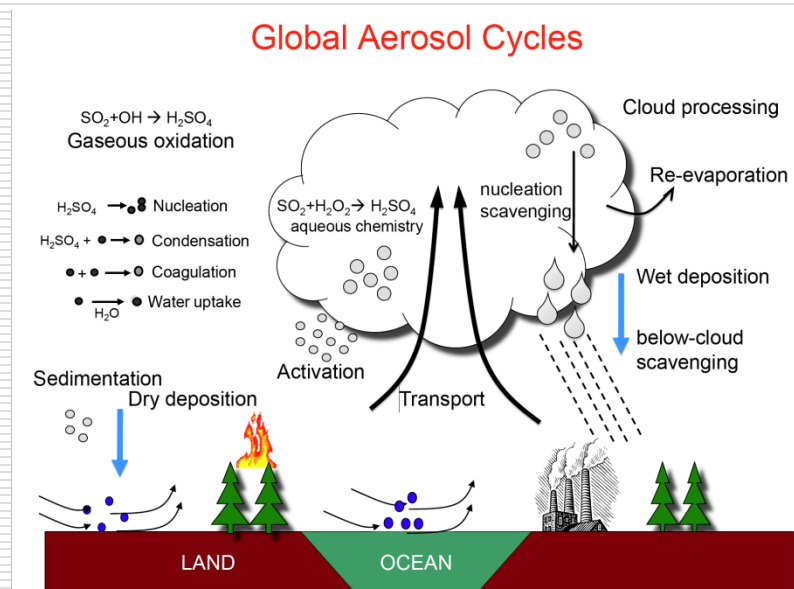 Global Aerosol Cycles
SO₂+OH → H₂SO₄
Gaseous oxidation
H₂SO₄ → Nucleation
H₂SO₄ + → Condensation
+ → Coagulation
→ Water uptake
H₂O
Cloud processing
Re-evaporation
nucleation
scavenging
SO₂+H₂O₂→ H₂SO₄
aqueous chemistry
Wet deposition
below-cloud
scavenging
Activation
Transport
Sedimentation
Dry deposition
LAND
OCEAN